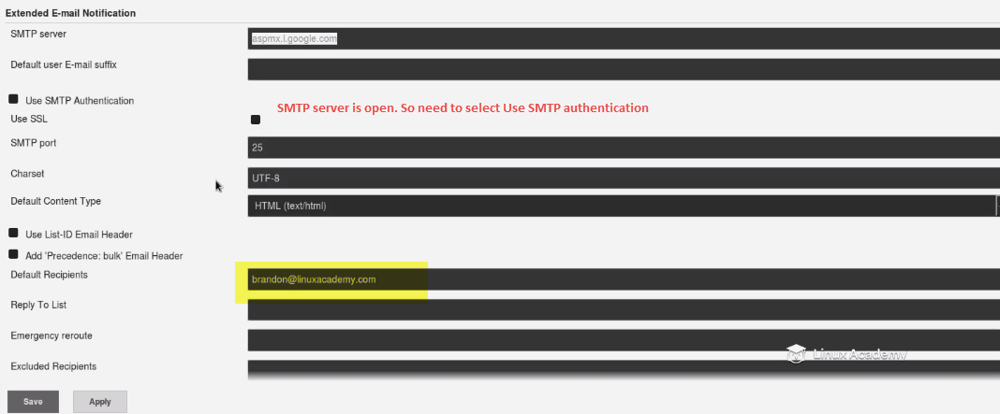 Extended E-mail Notification
SMTP server
aspmx.l.google.com
Default user E-mail suffix
Use SMTP Authentication
SMTP server is open. So need to select Use SMTP authentication
Use SSL
SMTP port
25
Charset
UTF-8
Default Content Type
HTML (text/html)
Use List-ID Email Header
Add 'Precedence: bulk' Email Header
Default Recipients
brandon@linuxacademy.com
Reply To List
Emergency reroute
Linux Academy
Excluded Recipients
Save
Apply